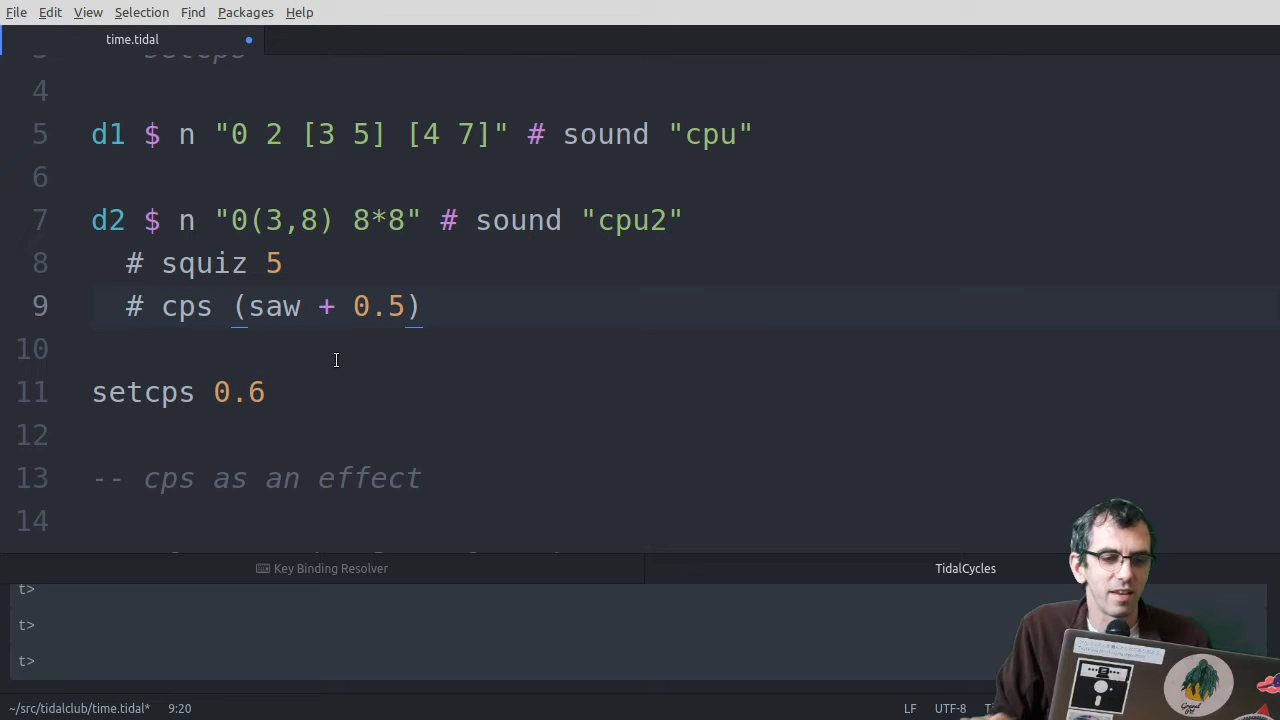 File Edit View Selection Find Packages Help
time.tidal
3
setcps
4
5 d1 $ n "0 2 [3 5] [4 7]" # sound "cpu"
6
7 d2 $ n "0(3,8) 8*8" # sound "cpu2"
8 # squiz 5
9 # cps (saw + 0.5)
10
11 setcps 0.6
12
13 -- cps as an effect
14
Key Binding Resolver
TidalCycles
t>
t>
t>
~/src/tidalclub/time.tidal* 9:20
LF UTF-8